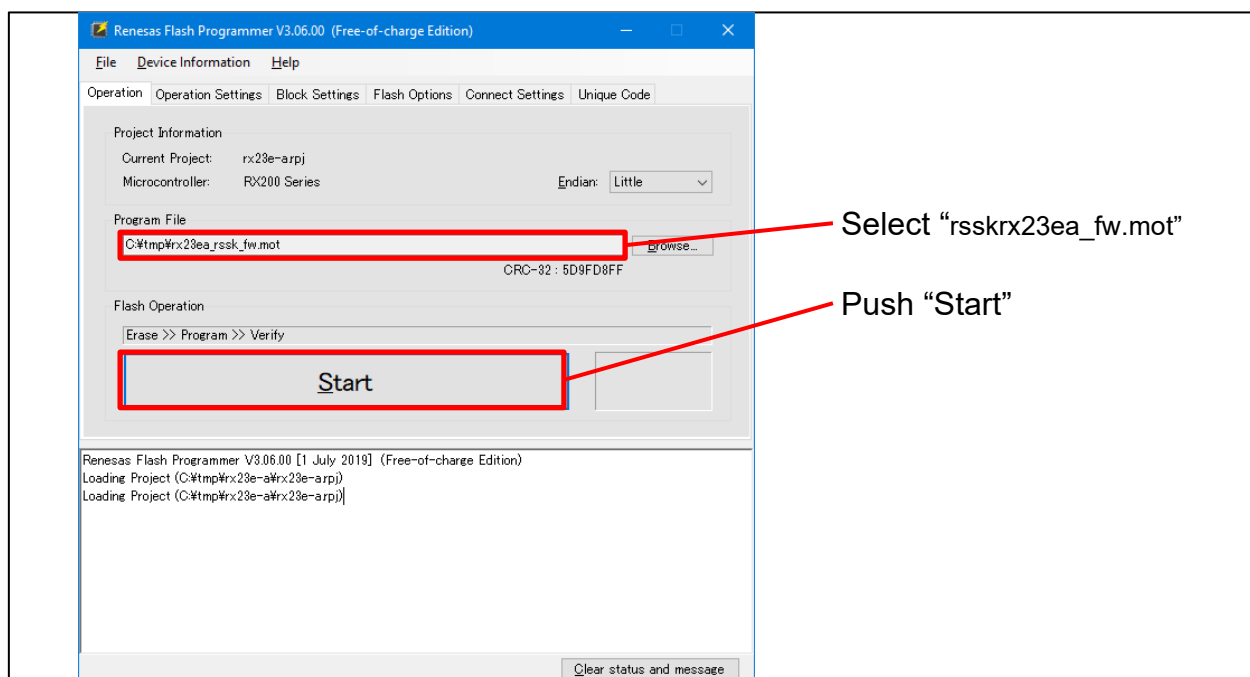 Renesas Flash Programmer V3.06.00 (Free-of-charge Edition)
File Device Information Help
Operation Operation Settings Block Settings Flash Options Connect Settings Unique Code
Project Information
Current Project: rx23e-a.rpj
Microcontroller: RX200 Series Endian: Little
Program File
C:¥tmp¥rx23ea_rssk_fw.mot Browse...
CRC-32 : 5D9FD8FF
Select “rsskrx23ea_fw.mot”
Flash Operation
Erase >> Program >> Verify
Start
Push “Start”
Renesas Flash Programmer V3.06.00 [1 July 2019] (Free-of-charge Edition)
Loading Project (C:¥tmp¥rx23e-a¥rx23e-a.rpj)
Loading Project (C:¥tmp¥rx23e-a¥rx23e-a.rpj)
Clear status and message